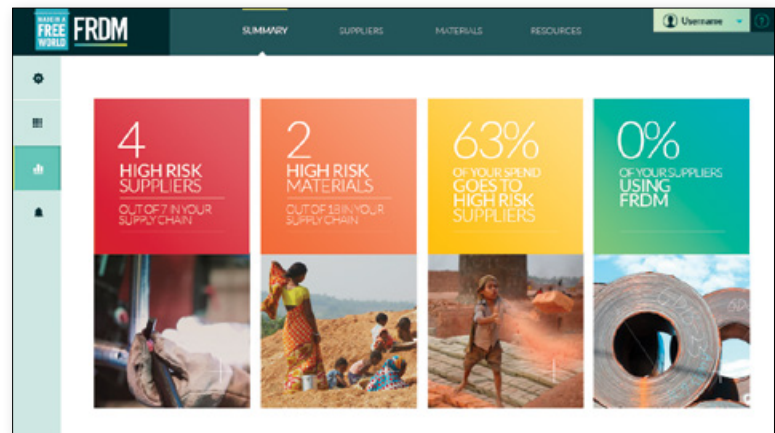 MADE IN A
FREE
WORLD
FRDM
SUMMARY
SUPPLIERS
MATERIALS
RESOURCES
Username
?
4
HIGH RISK
SUPPLIERS
OUT OF 7 IN YOUR
SUPPLY CHAIN
2
HIGH RISK
MATERIALS
OUT OF 18 IN YOUR
SUPPLY CHAIN
63%
OF YOUR SPEND
GOES TO
HIGH RISK
SUPPLIERS
0%
OF YOUR SUPPLIERS
USING
FRDM